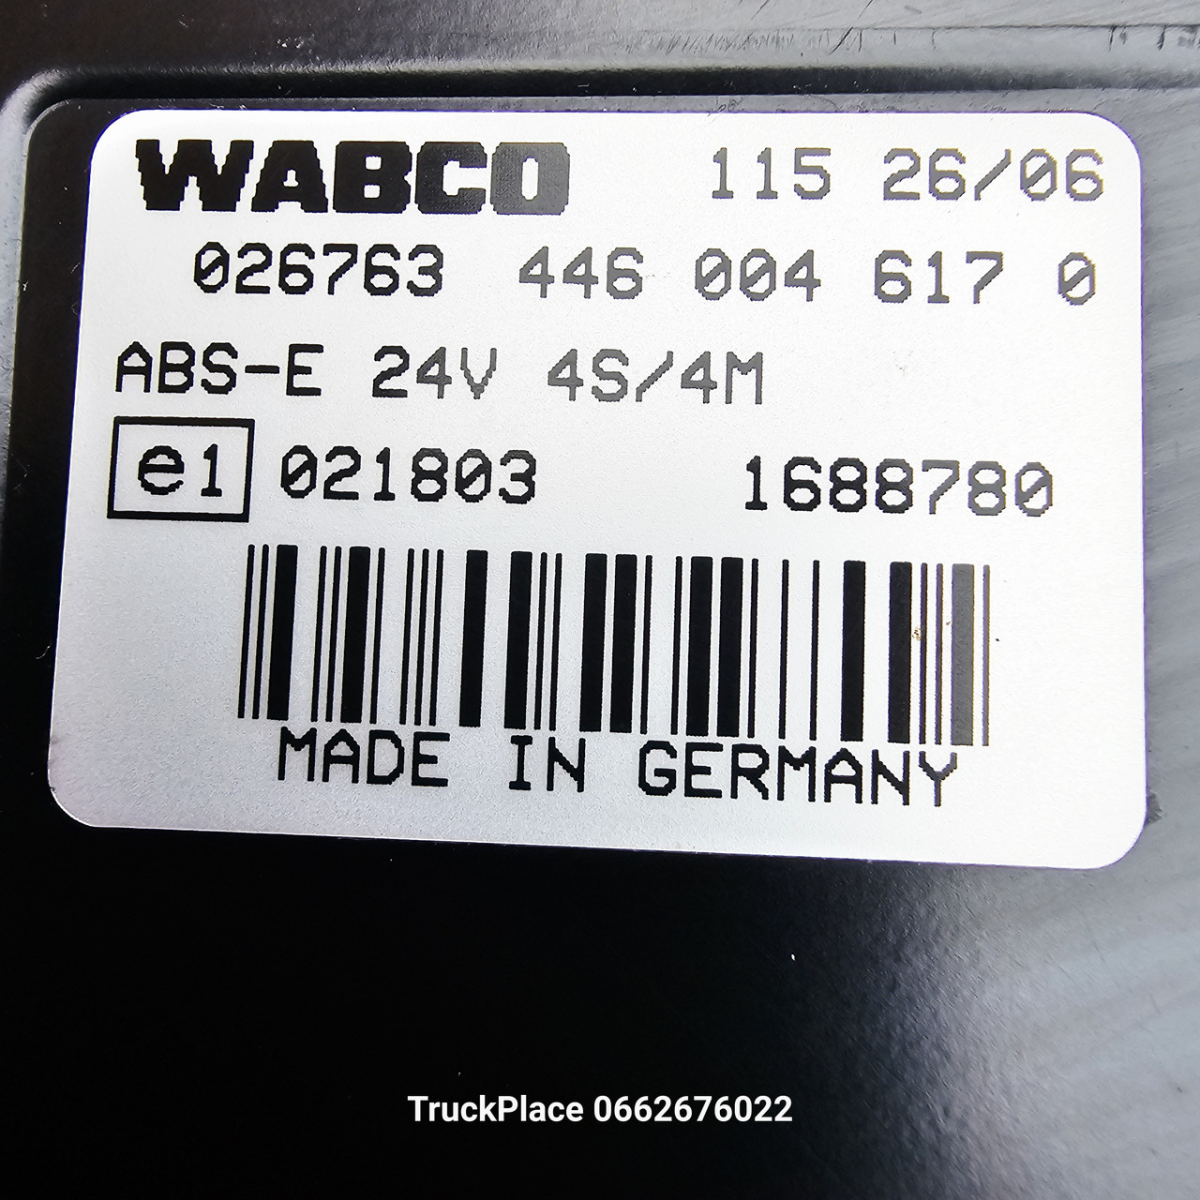 WABCO 115 26/06
026763 446 004 617 0
ABS-E 24V 4S/4M
e1 021803 1688780
MADE IN GERMANY
TruckPlace 0662676022